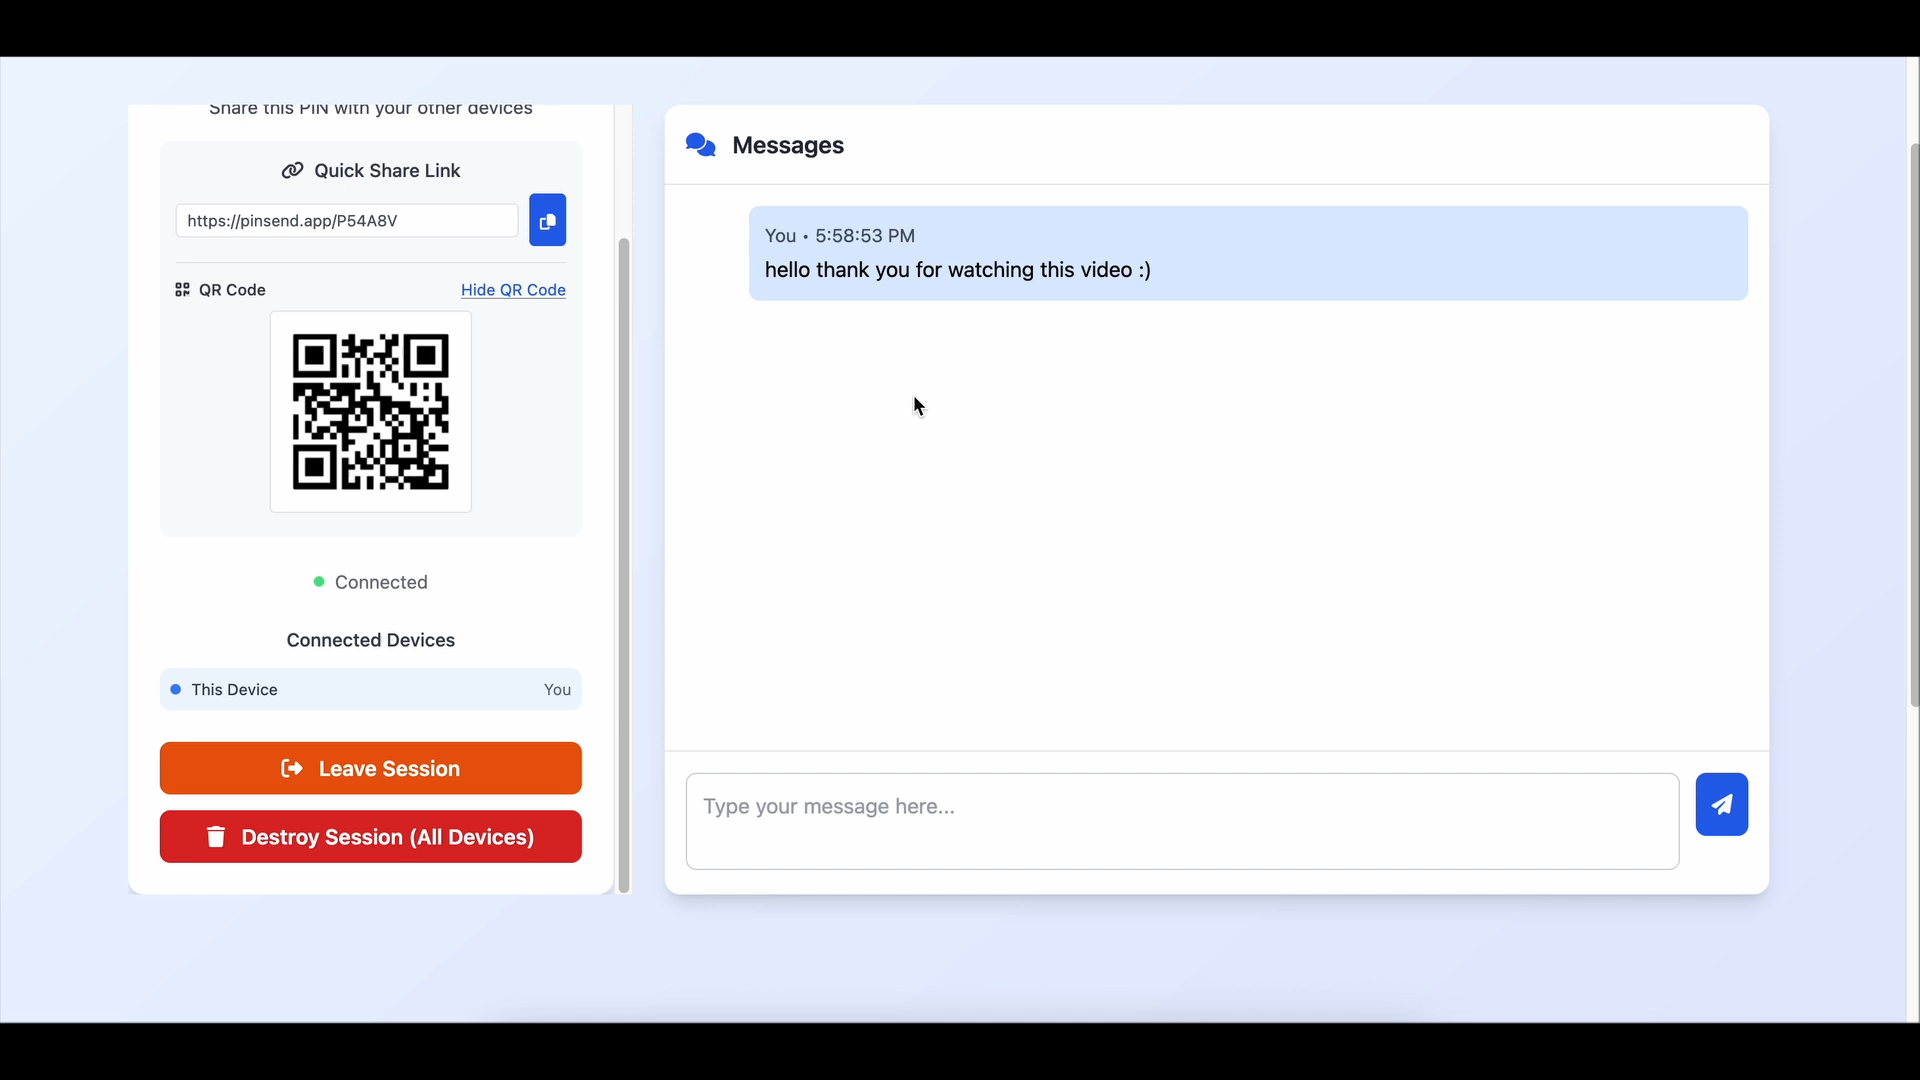 Share this PIN with your other devices
Quick Share Link
https://pinsend.app/P54A8V
QR Code
Hide QR Code
Connected
Connected Devices
This Device
You
Leave Session
Destroy Session (All Devices)
Messages
You • 5:58:53 PM
hello thank you for watching this video :)
Type your message here...